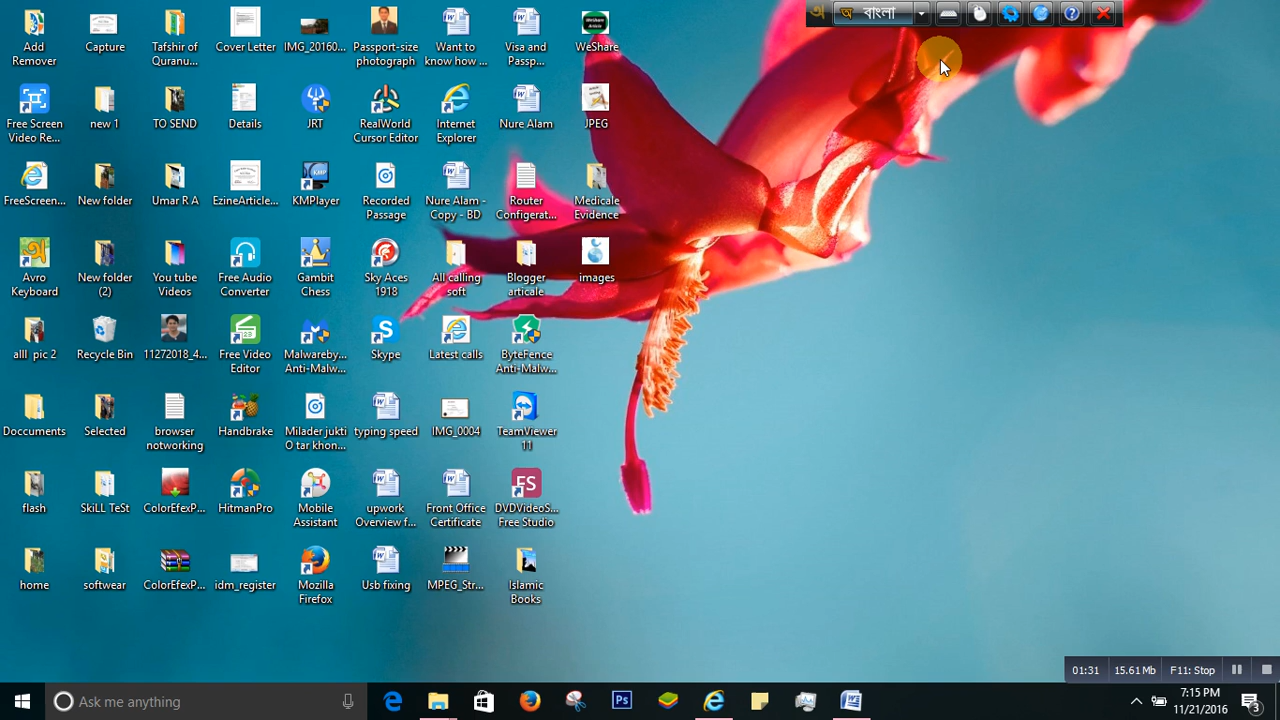 বাংলা
Add
Remover
Capture
Tafshir of
Quranu...
Cover Letter
IMG_20160...
Passport-size
photograph
Want to
know how ...
Visa and
Passp...
WeShare
Free Screen
Video Re...
new 1
TO SEND
Details
JRT
RealWorld
Cursor Editor
Internet
Explorer
Nure Alam
JPEG
FreeScreen...
New folder
Umar R A
EzineArticle...
KMPlayer
Recorded
Passage
Nure Alam -
Copy - BD
Router
Configerat...
Medicale
Evidence
Avro
Keyboard
New folder
(2)
You tube
Videos
Free Audio
Converter
Gambit
Chess
Sky Aces
1918
All calling
soft
Blogger
articale
images
alll pic 2
Recycle Bin
11272018_4...
Free Video
Editor
Malwareby...
Anti-Malw...
Skype
Latest calls
ByteFence
Anti-Malw...
Doccuments
Selected
browser
notworking
Handbrake
Milader jukti
O tar khon...
typing speed
IMG_0004
TeamViewer
11
flash
SkiLL TeSt
ColorEfexP...
HitmanPro
Mobile
Assistant
upwork
Overview f...
Front Office
Certificate
FS
DVDVideoS...
Free Studio
home
softwear
ColorEfexP...
idm_register
Mozilla
Firefox
Usb fixing
MPEG_Str...
Islamic
Books
01:31
15.61 Mb
F11: Stop
Ask me anything
Ps
7:15 PM
11/21/2016
3